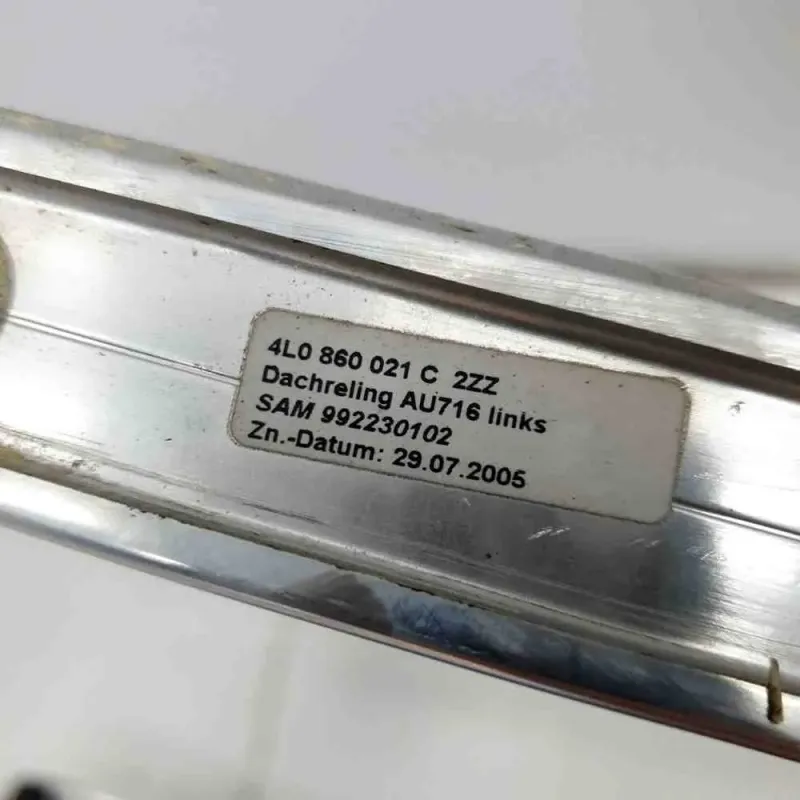 4L0 860 021 C 2ZZ
Dachreling AU716 links
SAM 992230102
Zn.-Datum: 29.07.2005